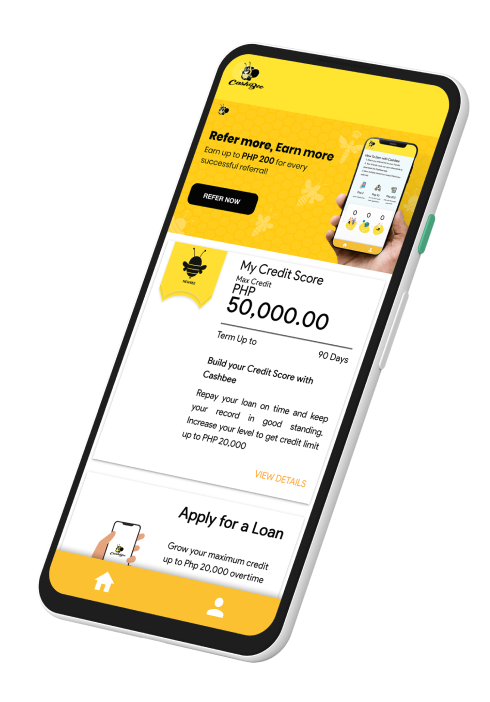 CashBee
Refer more, Earn more
Earn up to PHP 200 for every
successful referral!
REFER NOW
My Credit Score
Max Credit
PHP
50,000.00
Term Up to
90 Days
Build your Credit Score with
Cashbee
Repay your loan on time and keep
your record in good standing.
Increase your level to get credit limit
up to PHP 20,000
VIEW DETAILS
Apply for a Loan
Grow your maximum credit
up to Php 20,000 overtime